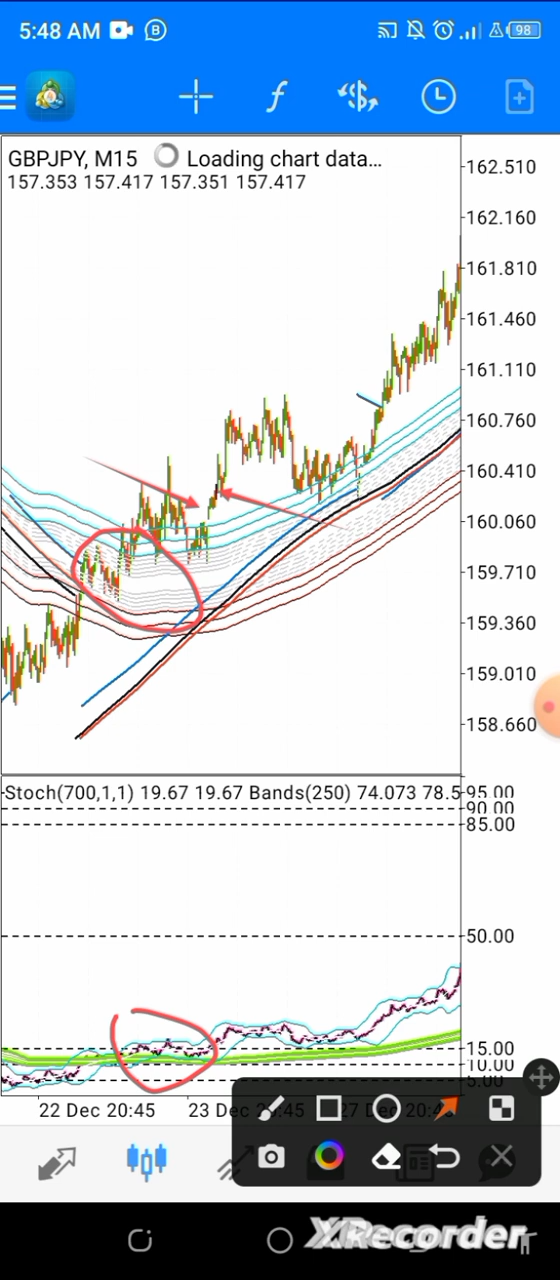 5:48 AM B 98
f $
GBPJPY, M15 Loading chart data...
157.353 157.417 157.351 157.417
162.510
162.160
161.810
161.460
161.110
160.760
160.410
160.060
159.710
159.360
159.010
158.660
Stoch(700,1,1) 19.67 19.67 Bands(250) 74.073 78.5
95.00
90.00
85.00
50.00
15.00
10.00
5.00
22 Dec 20:45 23 Dec :45 27 Dec 20:4
XRecorder